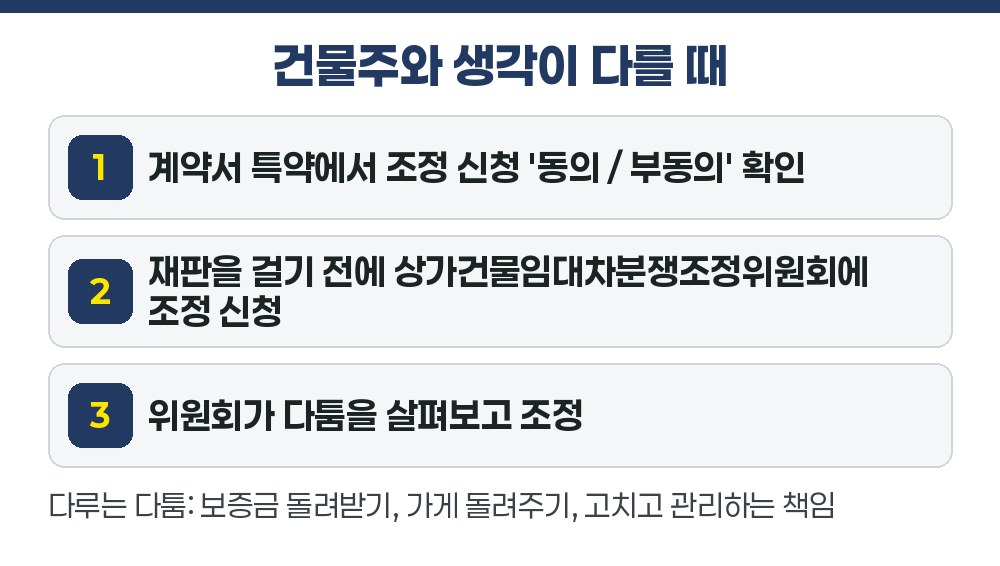 건물주와 생각이 다를 때
1 계약서 특약에서 조정 신청 '동의 / 부동의' 확인
2 재판을 걸기 전에 상가건물임대차분쟁조정위원회에
조정 신청
3 위원회가 다툼을 살펴보고 조정
다루는 다툼: 보증금 돌려받기, 가게 돌려주기, 고치고 관리하는 책임